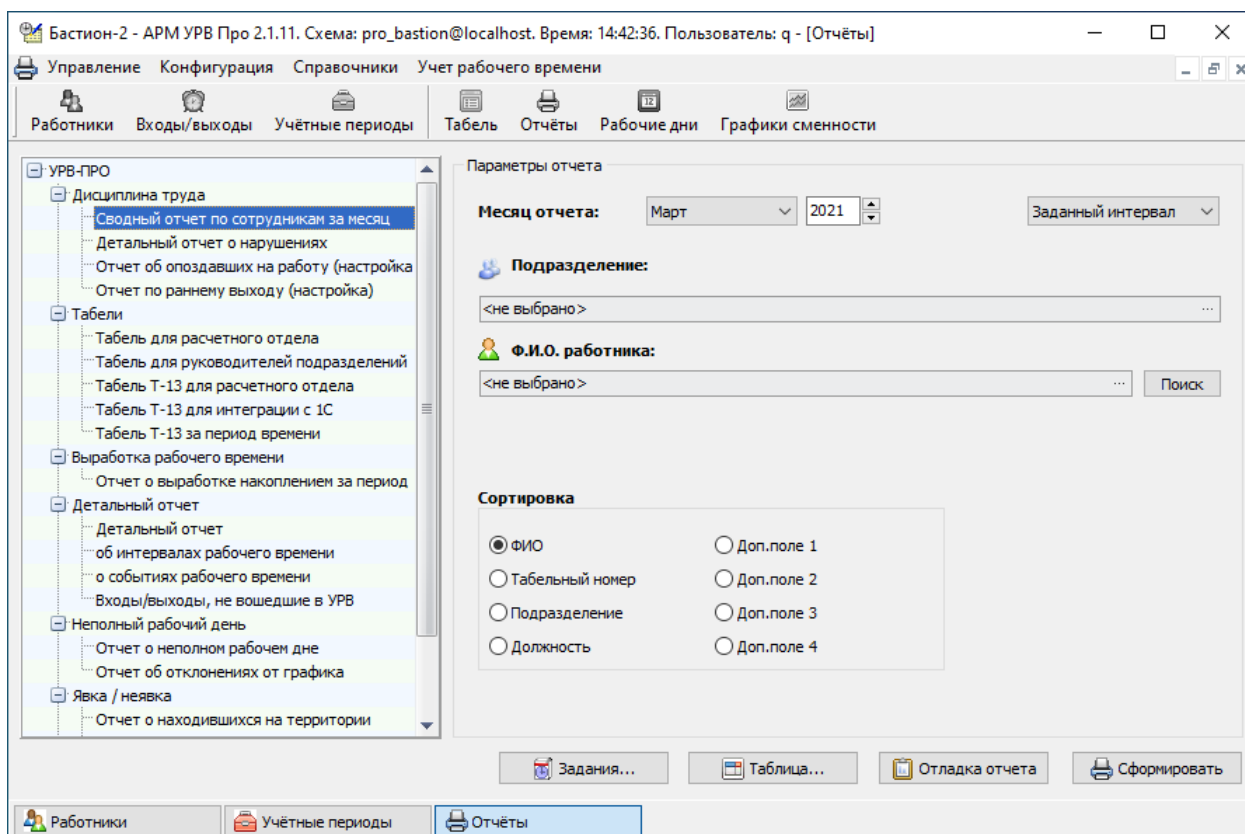 Бастион-2 - АРМ УРВ Про 2.1.11. Схема: pro_bastion@localhost. Время: 14:42:36. Пользователь: q - [Отчёты]
Управление Конфигурация Справочники Учет рабочего времени
Работники Входы/выходы Учётные периоды Табель Отчёты Рабочие дни Графики сменности
УРВ-ПРО
Дисциплина труда
Сводный отчет по сотрудникам за месяц
Детальный отчет о нарушениях
Отчет об опоздавших на работу (настройка
Отчет по раннему выходу (настройка)
Табели
Табель для расчетного отдела
Табель для руководителей подразделений
Табель Т-13 для расчетного отдела
Табель Т-13 для интеграции с 1С
Табель Т-13 за период времени
Выработка рабочего времени
Отчет о выработке накоплением за период
Детальный отчет
Детальный отчет
об интервалах рабочего времени
о событиях рабочего времени
Входы/выходы, не вошедшие в УРВ
Неполный рабочий день
Отчет о неполном рабочем дне
Отчет об отклонениях от графика
Явка / неявка
Отчет о находившихся на территории
Параметры отчета
Месяц отчета: Март 2021 Заданный интервал
Подразделение:
<не выбрано> ...
Ф.И.О. работника:
<не выбрано> ... Поиск
Сортировка
ФИО Доп.поле 1
Табельный номер Доп.поле 2
Подразделение Доп.поле 3
Должность Доп.поле 4
Задания... Таблица... Отладка отчета Сформировать
Работники Учётные периоды Отчёты